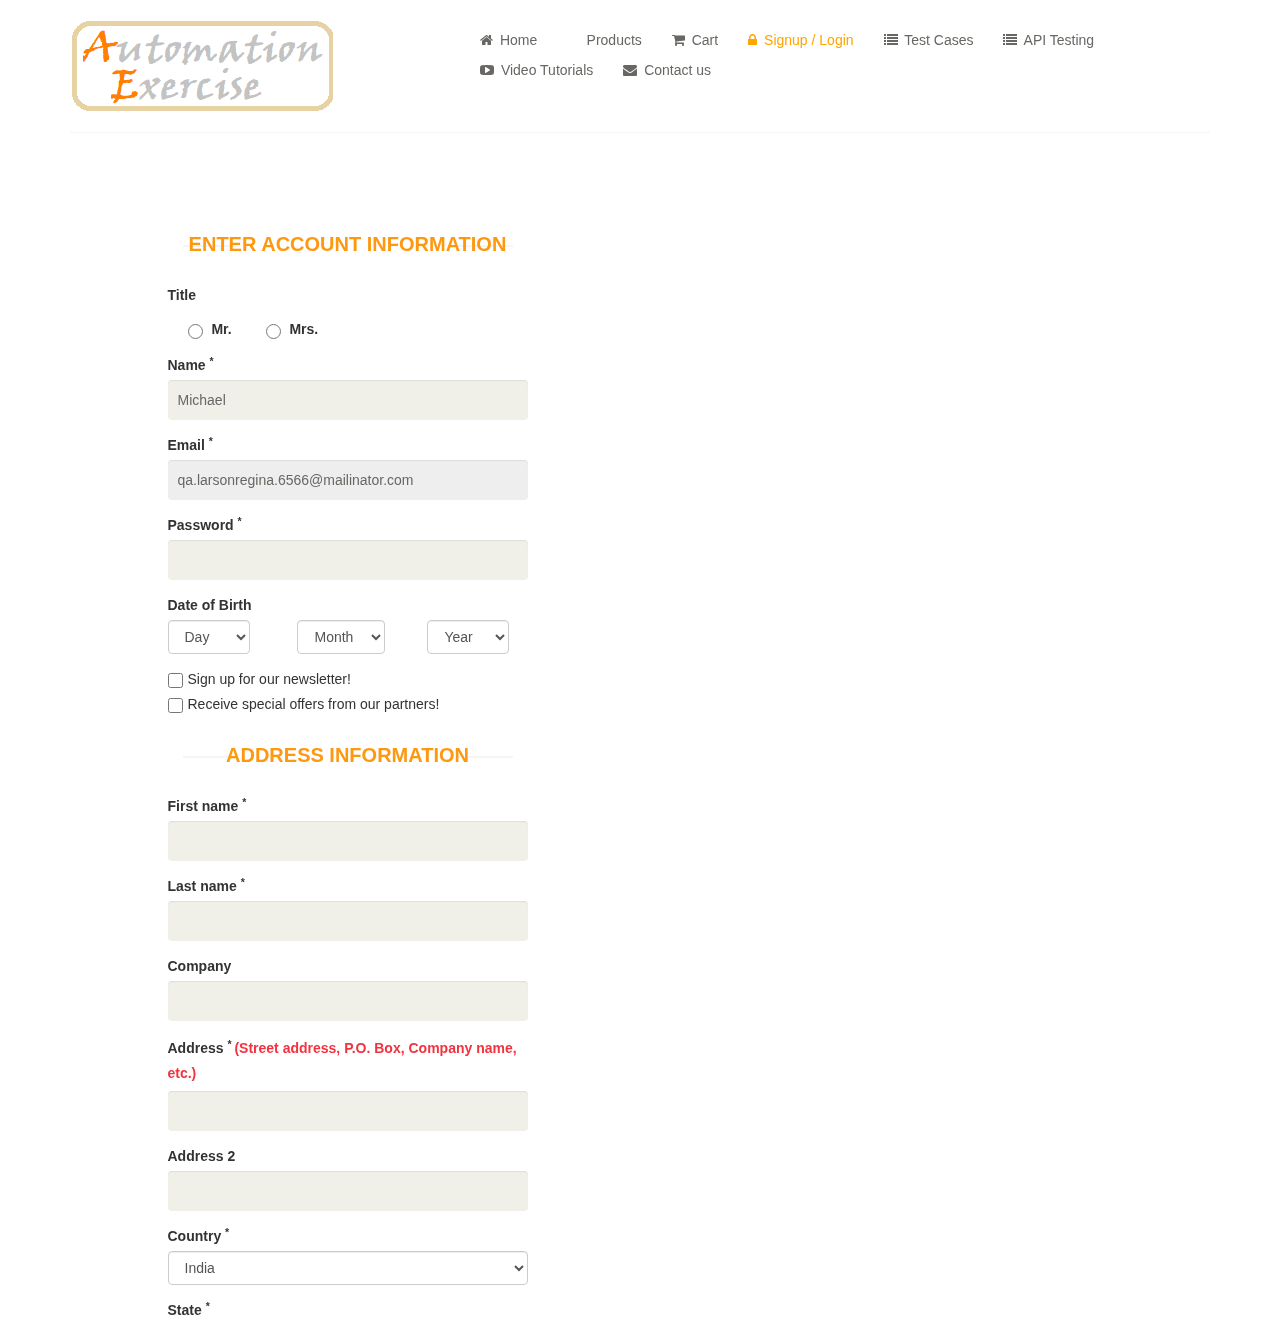 Automation
Exercise
Home Products Cart Signup / Login Test Cases API Testing
Video Tutorials Contact us
ENTER ACCOUNT INFORMATION
Title
Mr. Mrs.
Name *
Michael
Email *
qa.larsonregina.6566@mailinator.com
Password *
Date of Birth
Day Month Year
Sign up for our newsletter!
Receive special offers from our partners!
ADDRESS INFORMATION
First name *
Last name *
Company
Address * (Street address, P.O. Box, Company name,
etc.)
Address 2
Country *
India
State *